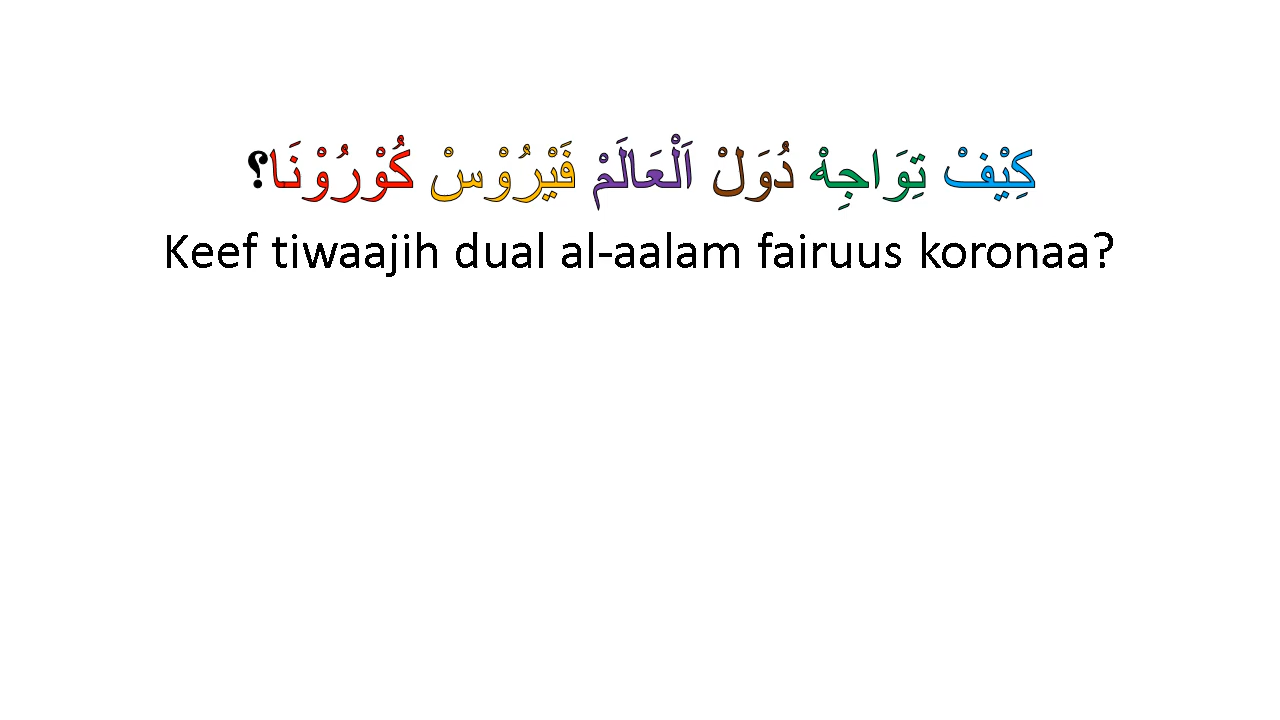 كِيْفْ تِوَاجِهْ دُوَلْ اَلْعَالَمْ فَيْرُوْسْ كُوْرُوْنَا؟
Keef tiwaajih dual al-aalam fairuus koronaa?